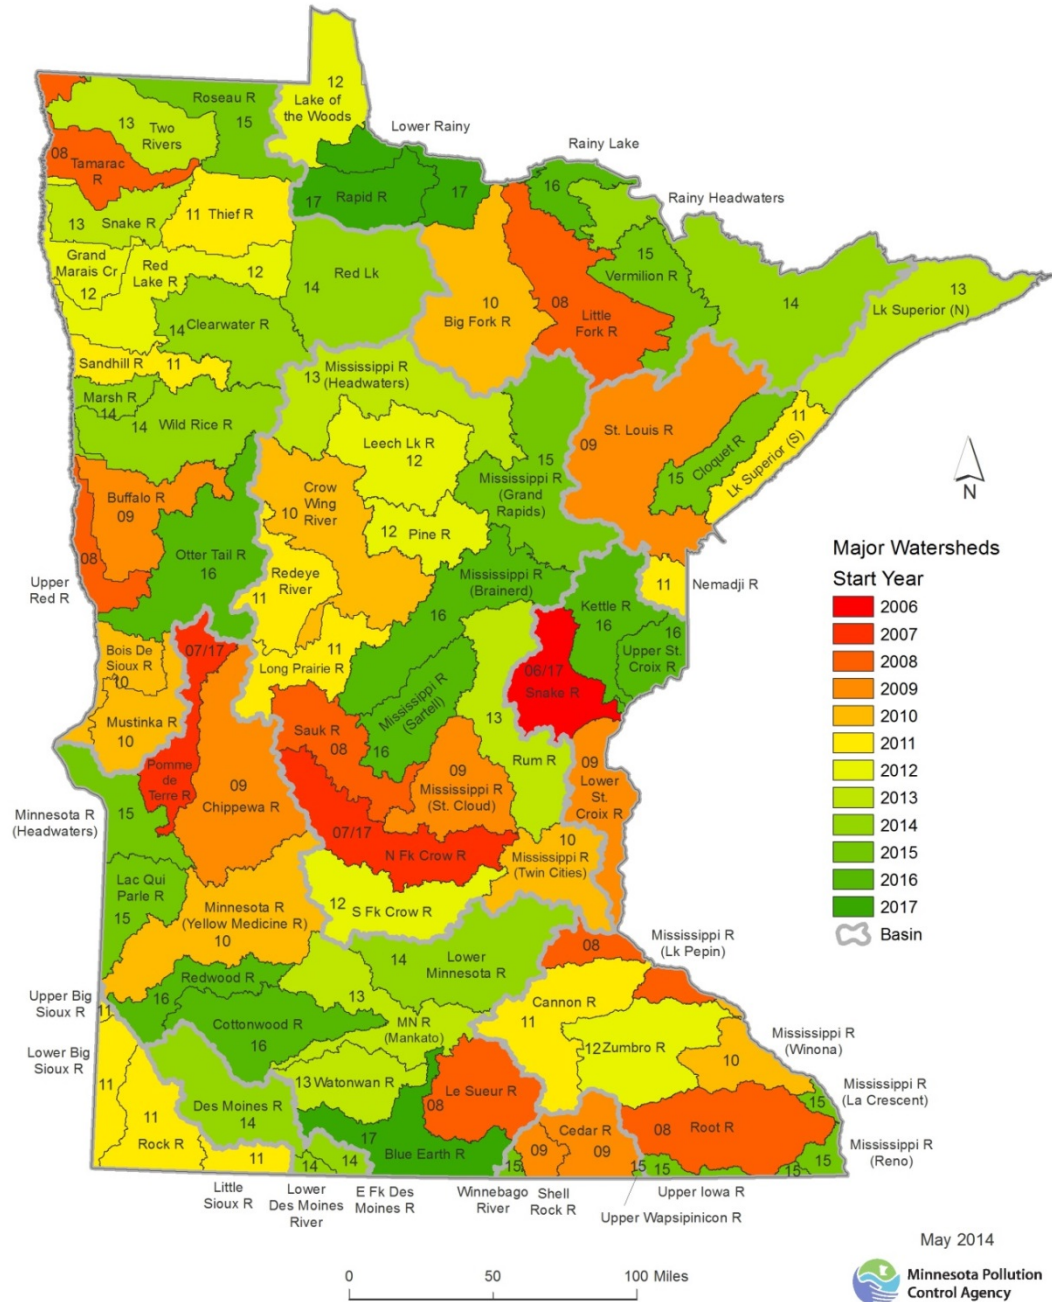 12
Lake of
the Woods
Roseau R
15
Lower Rainy
13
Two
Rivers
Rainy Lake
08
Tamarac
R
16
17
Rapid R
17
Rainy Headwaters
11 Thief R
13
Snake R
15
Vermilion R
Grand
Marais Cr
12
Red
Lake R
12
Red Lk
14
13
Lk Superior (N)
14
10
Big Fork R
08
Little
Fork R
14
Clearwater R
Sandhill R
11
13
Mississippi R
(Headwaters)
Marsh R
14
14
Wild Rice R
11
Leech Lk R
12
St. Louis R
09
Cloquet R
15
Lk Superior (S)
15
Mississippi R
(Grand
Rapids)
N
Buffalo R
09
10
Crow
Wing
River
12
Pine R
08
Otter Tail R
16
Major Watersheds
Start Year
2006
2007
2008
2009
2010
2011
2012
2013
2014
2015
2016
2017
Basin
Upper
Red R
Redeye
River
11
Mississippi R
(Brainerd)
16
11
Nemadji R
Kettle R
16
16
Upper St.
Croix R
Bois De
Sioux R
10
07/17
11
Long Prairie R
06/17
Snake R
Mustinka R
10
Mississippi R
(Sartell)
16
13
Sauk R
08
Rum R
Pomme
de
Terre R
09
Chippewa R
09
Mississippi R
(St. Cloud)
09
Lower
St.
Croix R
Minnesota R
(Headwaters)
15
07/17
N Fk Crow R
10
Mississippi R
(Twin Cities)
Lac Qui
Parle R
15
Minnesota R
(Yellow Medicine R)
10
12
S Fk Crow R
14
Lower
Minnesota R
08
Mississippi R
(Lk Pepin)
Redwood R
16
13
Cannon R
11
Upper Big
Sioux R
11
Cottonwood R
16
MN R
(Mankato)
12 Zumbro R
Mississippi R
(Winona)
10
Lower Big
Sioux R
11
13 Watonwan R
Le Sueur R
08
Mississippi R
(La Crescent)
15
Des Moines R
14
11
Rock R
17
Blue Earth R
Cedar R
09
09
08
Root R
Mississippi R
(Reno)
15
11
14
14
15
15
15
15
Little
Sioux R
Lower
Des Moines
River
E Fk Des
Moines R
Winnebago
River
Shell
Rock R
Upper Iowa R
Upper Wapsipinicon R
May 2014
0
50
100 Miles
Minnesota Pollution
Control Agency